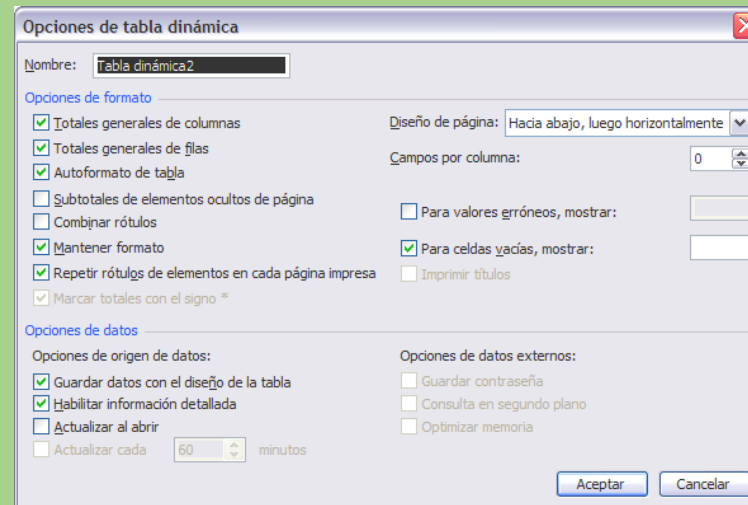 Opciones de tabla dinámica
Nombre: Tabla dinámica2
Opciones de formato
Totales generales de columnas
Totales generales de filas
Autoformato de tabla
Subtotales de elementos ocultos de página
Combinar rótulos
Mantener formato
Repetir rótulos de elementos en cada página impresa
Marcar totales con el signo *
Diseño de página: Hacia abajo, luego horizontalmente
Campos por columna: 0
Para valores erróneos, mostrar:
Para celdas vacías, mostrar:
Imprimir títulos
Opciones de datos
Opciones de origen de datos:
Guardar datos con el diseño de la tabla
Habilitar información detallada
Actualizar al abrir
Actualizar cada 60 minutos
Opciones de datos externos:
Guardar contraseña
Consulta en segundo plano
Optimizar memoria
Aceptar Cancelar